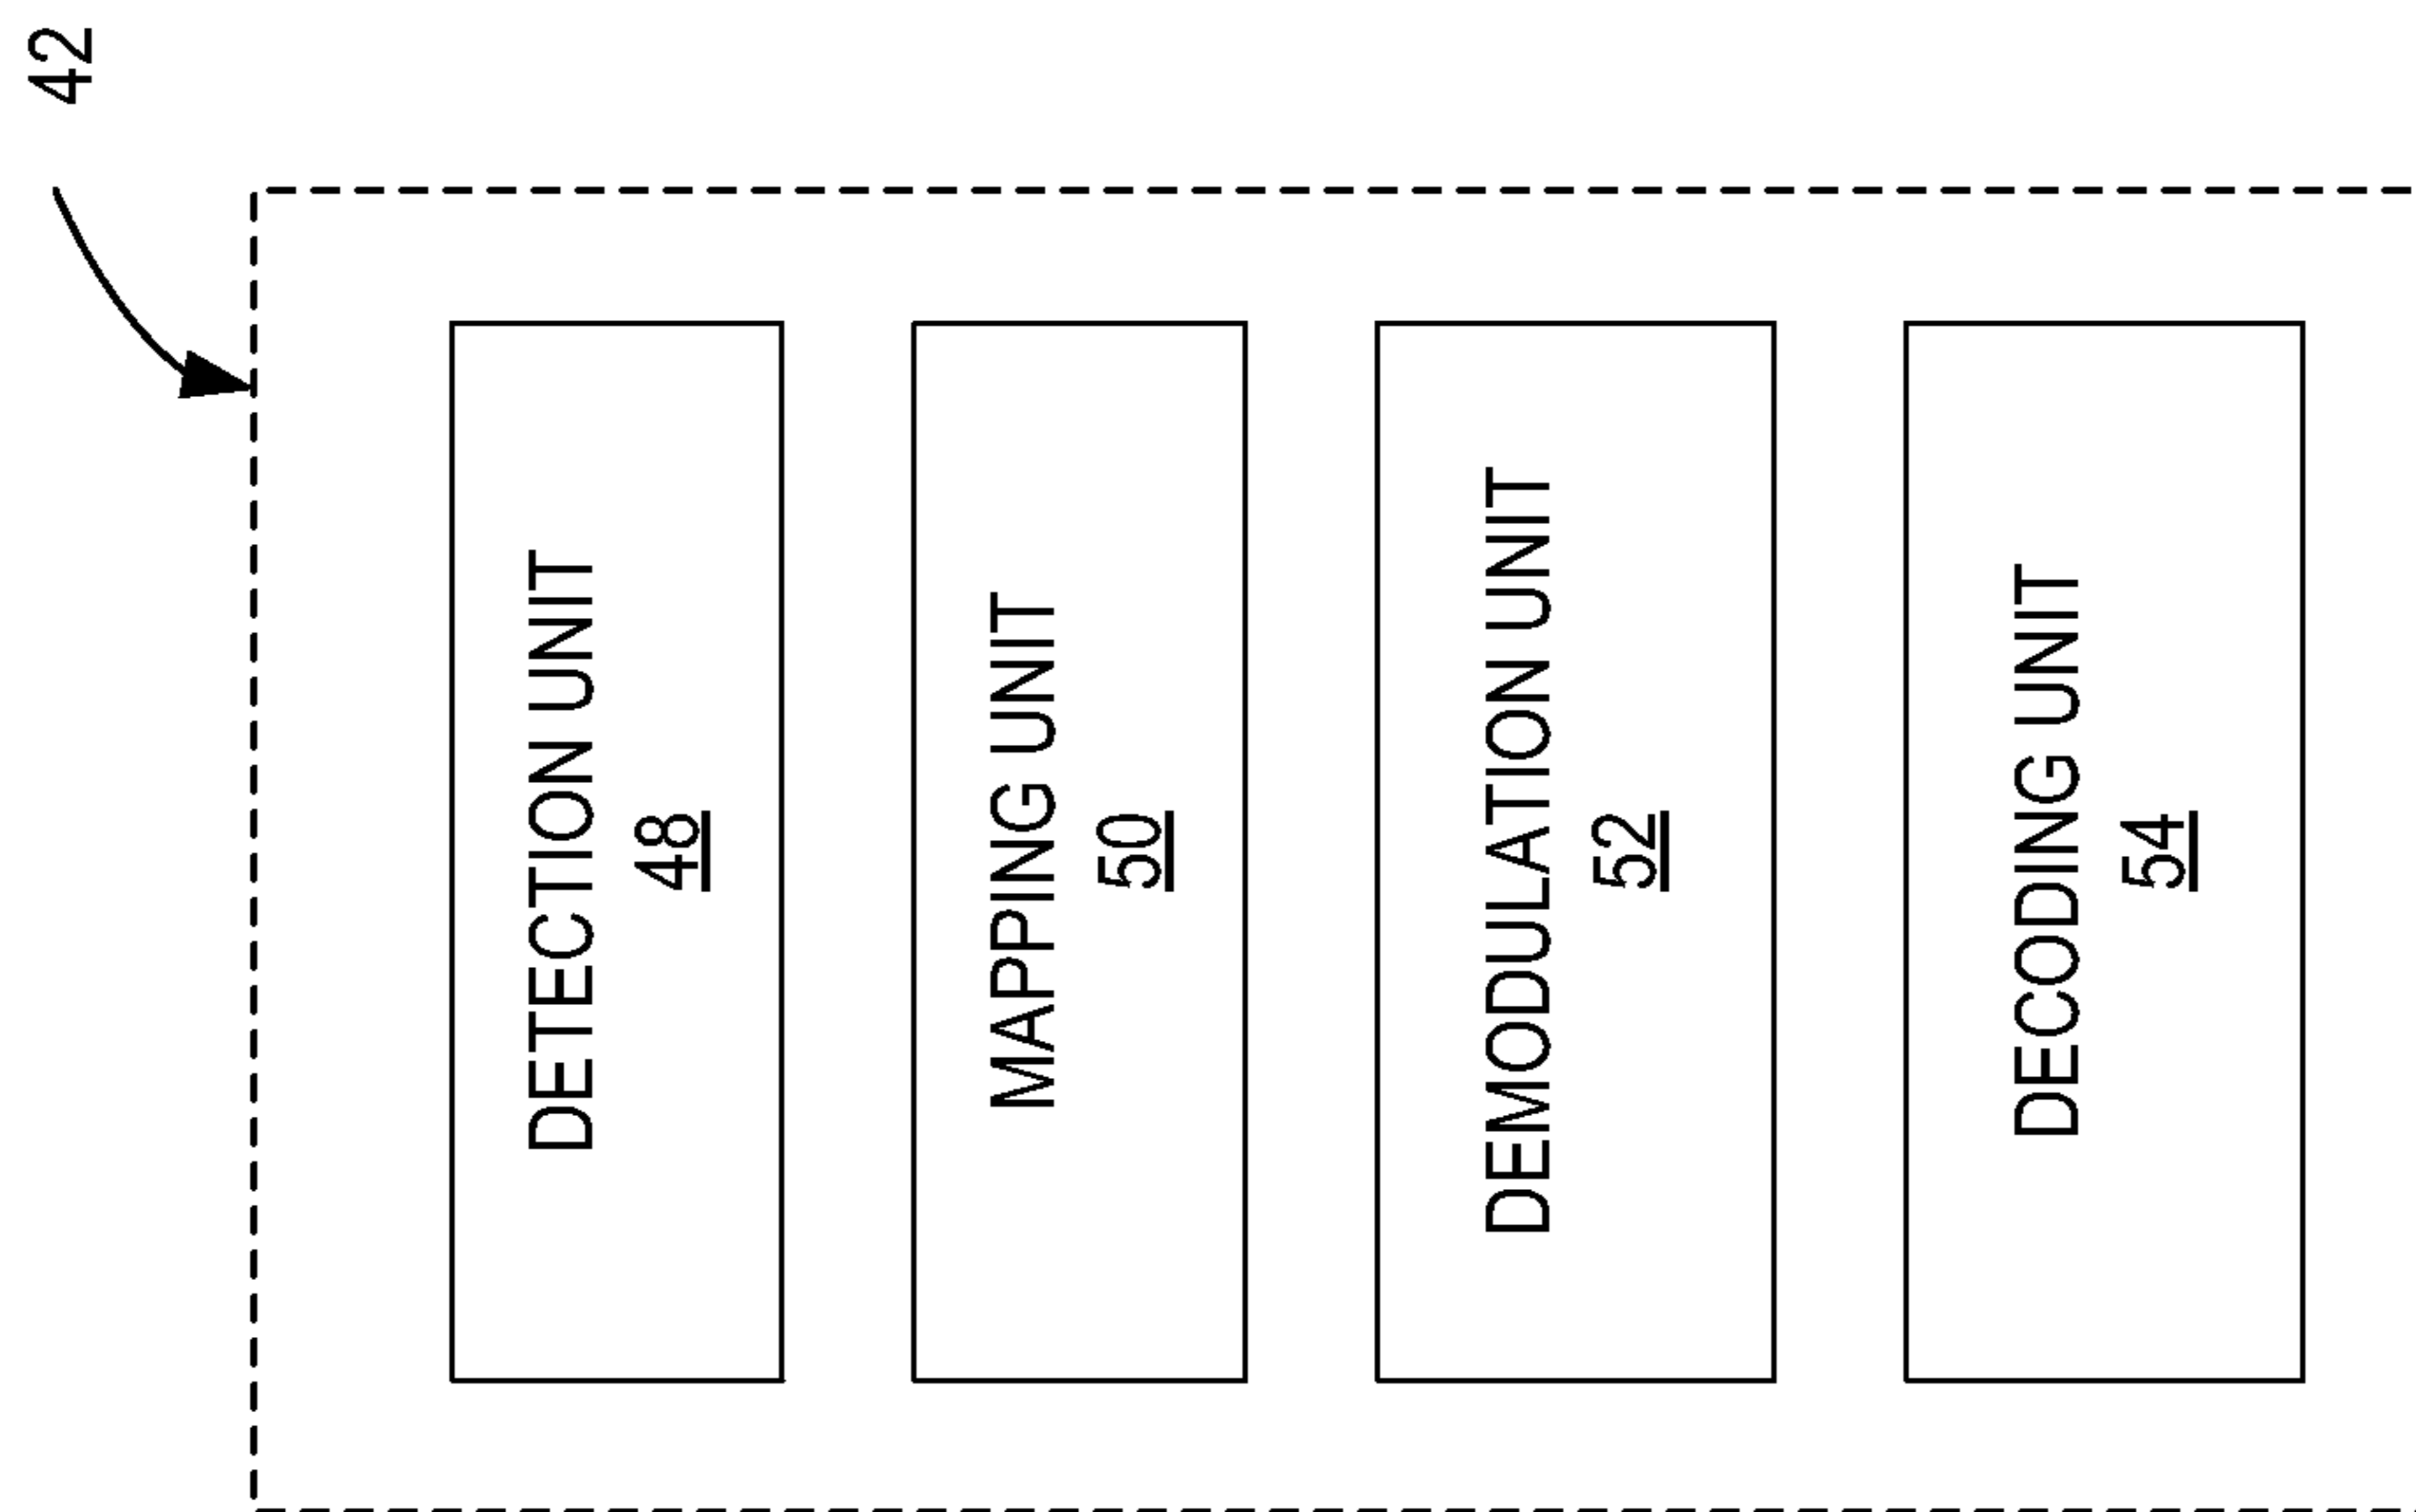 42
DETECTION UNIT
48
MAPPING UNIT
50
DEMODULATION UNIT
52
DECODING UNIT
54